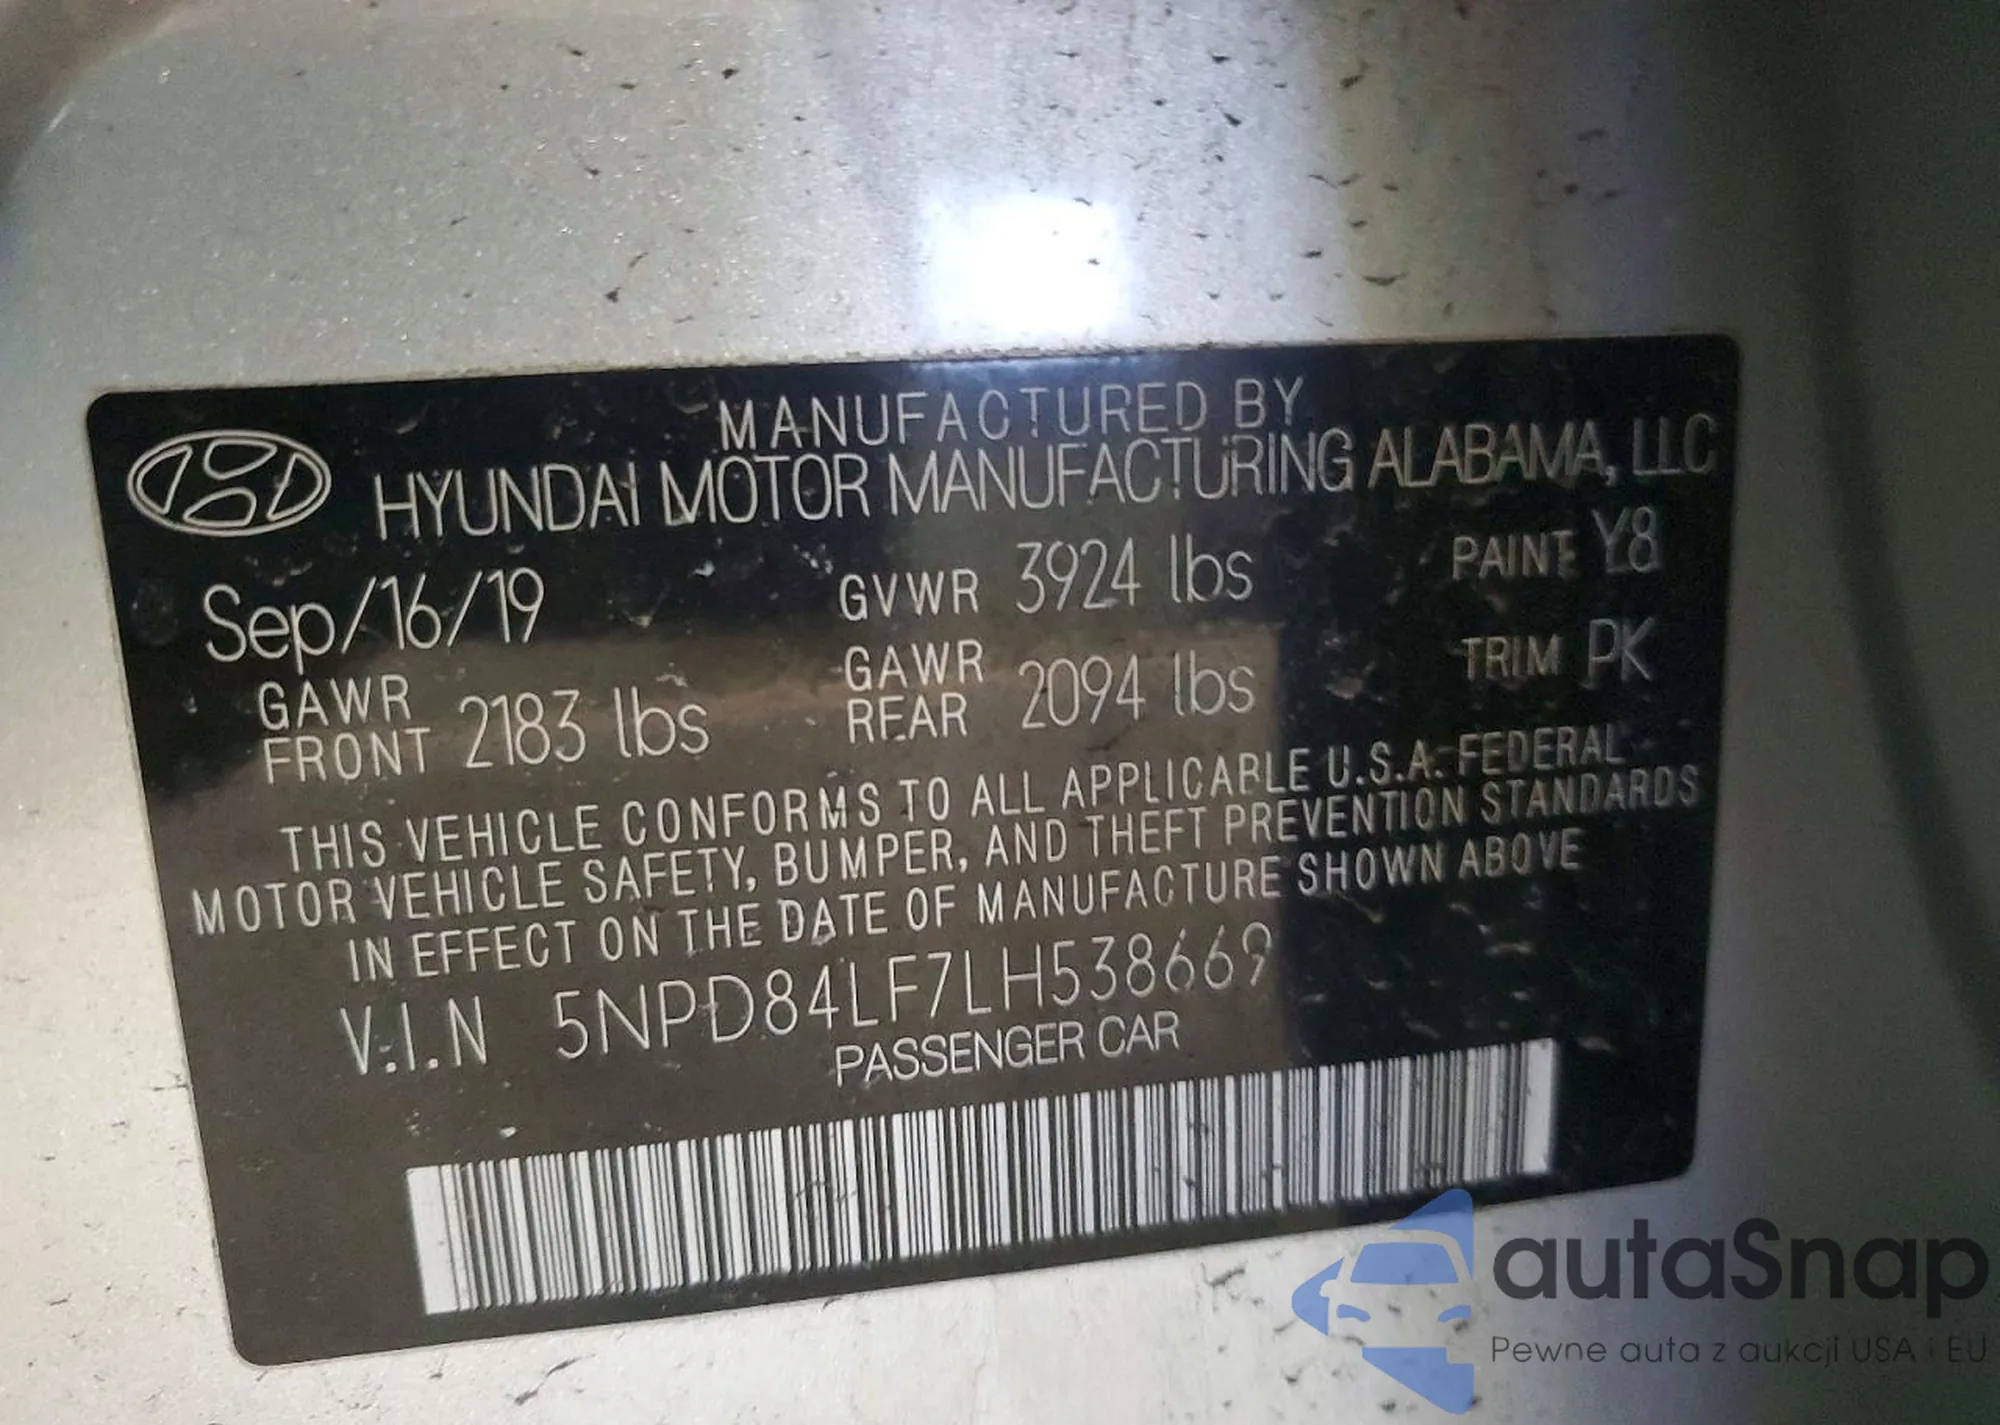 MANUFACTURED BY
HYUNDAI MOTOR MANUFACTURING ALABAMA, LLC
Sep/16/19 GVWR 3924 lbs PAINT Y8
GAWR FRONT 2183 lbs GAWR REAR 2094 lbs TRIM PK
THIS VEHICLE CONFORMS TO ALL APPLICABLE U.S.A. FEDERAL
MOTOR VEHICLE SAFETY, BUMPER, AND THEFT PREVENTION STANDARDS
IN EFFECT ON THE DATE OF MANUFACTURE SHOWN ABOVE
V.I.N 5NPD84LF7LH538669
PASSENGER CAR
autaSnap
Pewne auta z aukcji USA i EU